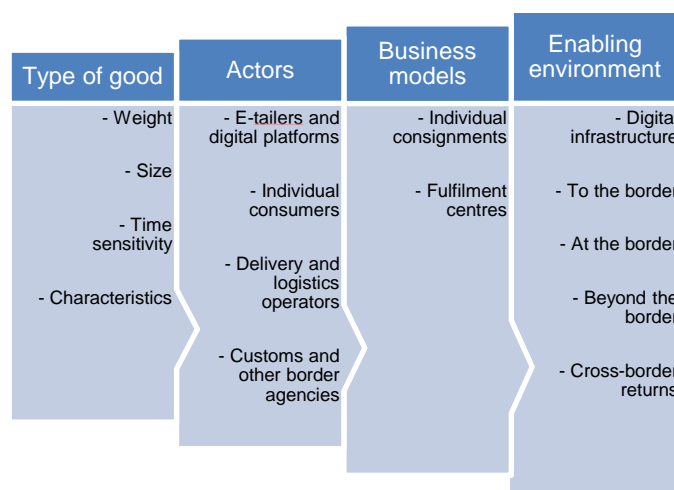 Type of good
- Weight
- Size
- Time
sensitivity
- Characteristics
Actors
- E-tailers and
digital platforms
- Individual
consumers
- Delivery and
logistics
operators
- Customs and
other border
agencies
Business
models
- Individual
consignments
- Fulfilment
centres
Enabling
environment
- Digital
infrastructure
- To the border
- At the border
- Beyond the
border
- Cross-border
returns